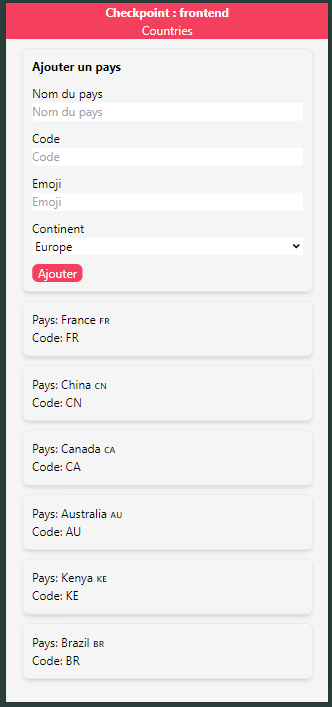 Checkpoint : frontend
Countries
Ajouter un pays
Nom du pays
Nom du pays
Code
Code
Emoji
Emoji
Continent
Europe
Ajouter
Pays: France FR
Code: FR
Pays: China CN
Code: CN
Pays: Canada CA
Code: CA
Pays: Australia AU
Code: AU
Pays: Kenya KE
Code: KE
Pays: Brazil BR
Code: BR